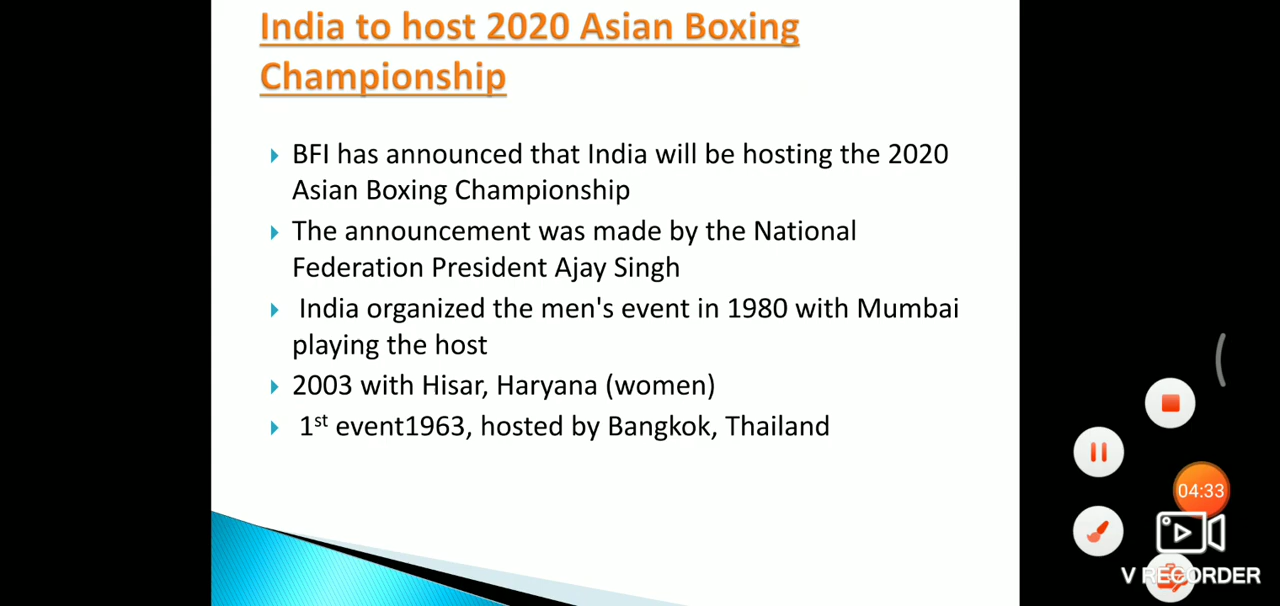 India to host 2020 Asian Boxing
Championship
BFI has announced that India will be hosting the 2020
Asian Boxing Championship
The announcement was made by the National
Federation President Ajay Singh
India organized the men's event in 1980 with Mumbai
playing the host
2003 with Hisar, Haryana (women)
1st event1963, hosted by Bangkok, Thailand
04:33
V RECORDER